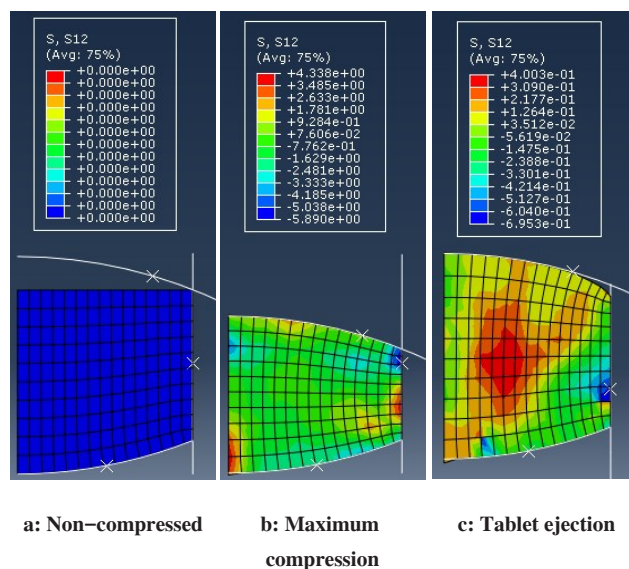 S, S12
(Avg: 75%)
+0.000e+00
+0.000e+00
+0.000e+00
+0.000e+00
+0.000e+00
+0.000e+00
+0.000e+00
+0.000e+00
+0.000e+00
+0.000e+00
+0.000e+00
+0.000e+00
+0.000e+00
S, S12
(Avg: 75%)
+4.338e+00
+3.485e+00
+2.633e+00
+1.781e+00
+9.284e-01
+7.606e-02
-7.762e-01
-1.629e+00
-2.481e+00
-3.333e+00
-4.185e+00
-5.038e+00
-5.890e+00
S, S12
(Avg: 75%)
+4.003e-01
+3.090e-01
+2.177e-01
+1.264e-01
+3.512e-02
-5.619e-02
-1.475e-01
-2.388e-01
-3.301e-01
-4.214e-01
-5.127e-01
-6.040e-01
-6.953e-01
a: Non-compressed
b: Maximum
compression
c: Tablet ejection